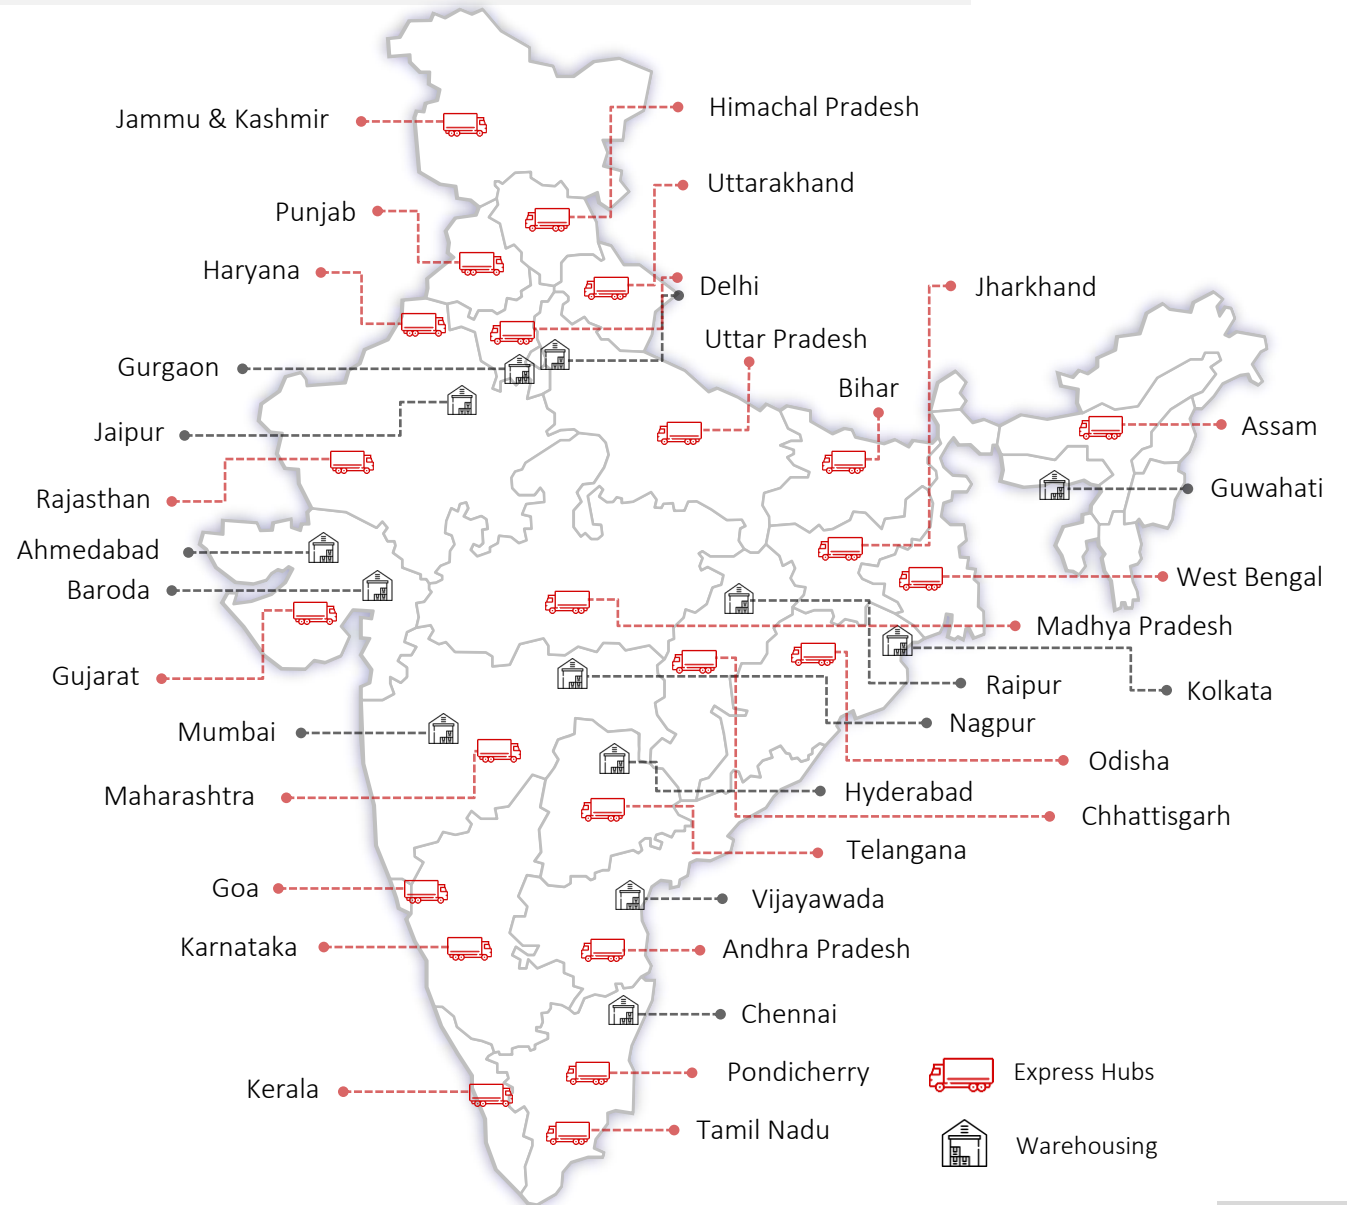 Himachal Pradesh
Jammu & Kashmir
Uttarakhand
Punjab
Haryana
Delhi
Jharkhand
Uttar Pradesh
Gurgaon
Bihar
Assam
Jaipur
Guwahati
Rajasthan
Ahmedabad
West Bengal
Baroda
Madhya Pradesh
Gujarat
Raipur
Kolkata
Nagpur
Mumbai
Odisha
Hyderabad
Maharashtra
Chhattisgarh
Telangana
Goa
Vijayawada
Karnataka
Andhra Pradesh
Chennai
Pondicherry
Express Hubs
Kerala
Tamil Nadu
Warehousing